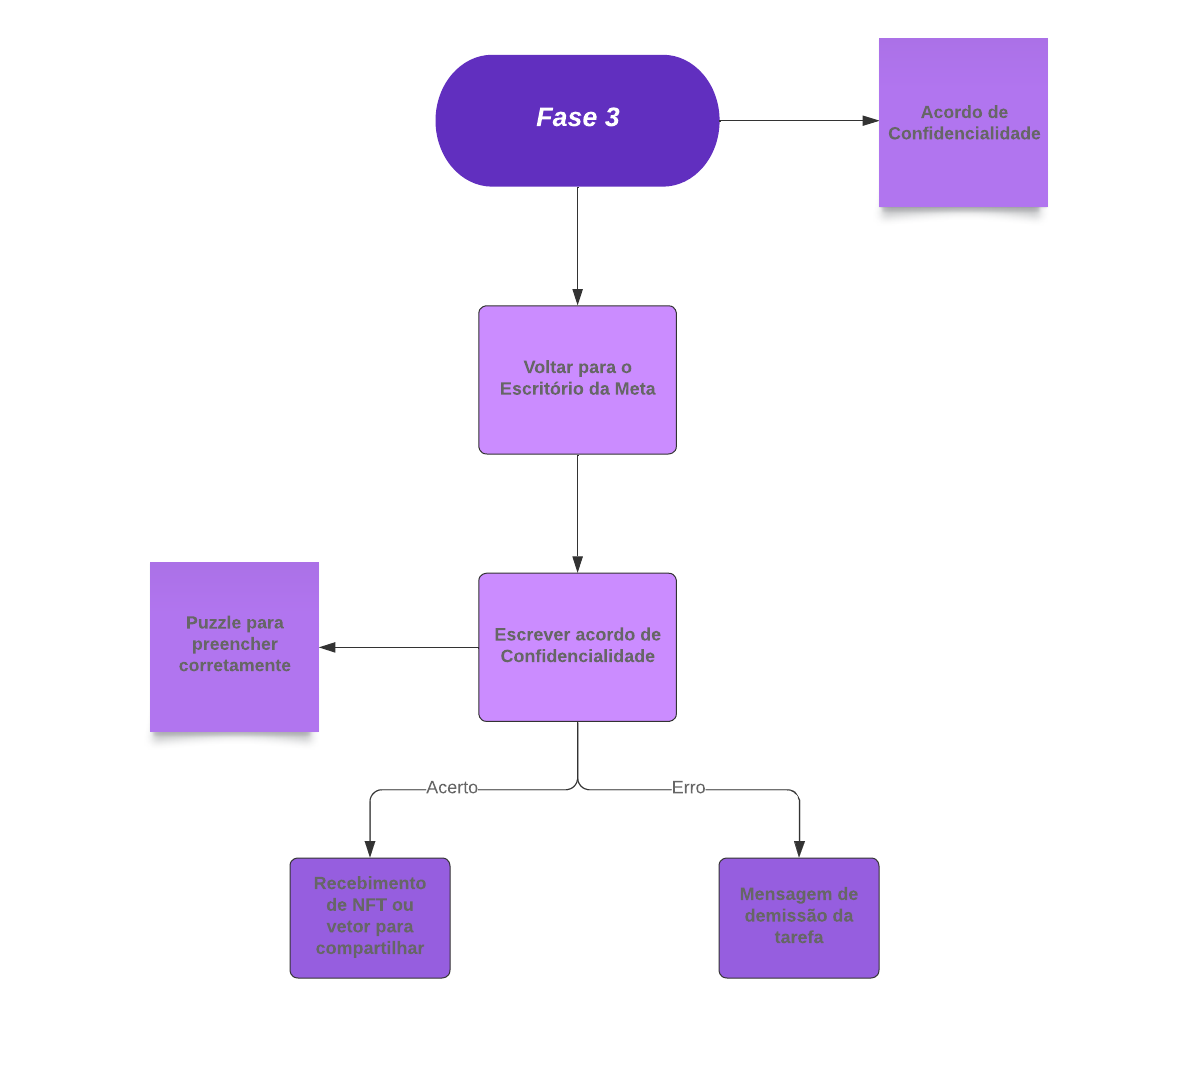 Fase 3
Acordo de
Confidencialidade
Voltar para o
Escritório da Meta
Puzzle para
preencher
corretamente
Escrever acordo de
Confidencialidade
Acerto
Erro
Recebimento
de NFT ou
vetor para
compartilhar
Mensagem de
demissão da
tarefa